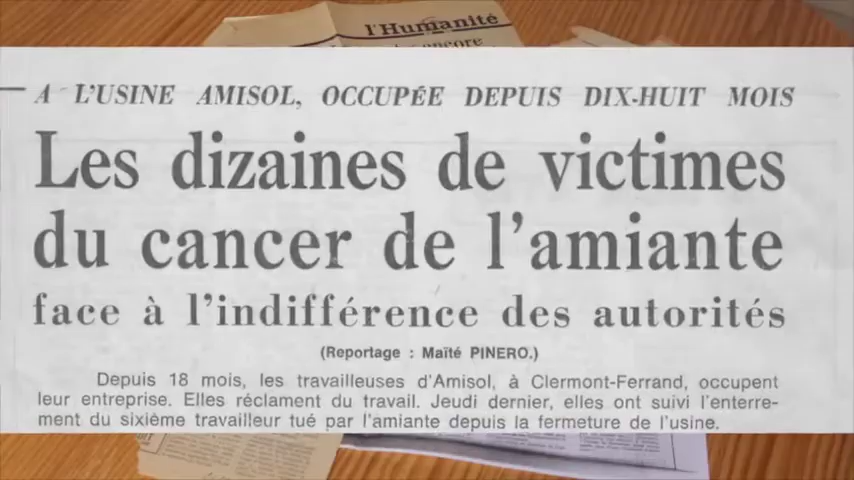 l'Humanité
encore
A L'USINE AMISOL, OCCUPÉE DEPUIS DIX-HUIT MOIS
Les dizaines de victimes
du cancer de l'amiante
face à l'indifférence des autorités
(Reportage : Maïté PINERO.)
Depuis 18 mois, les travailleuses d'Amisol, à Clermont-Ferrand, occupent
leur entreprise. Elles réclament du travail. Jeudi dernier, elles ont suivi l'enterre-
ment du sixième travailleur tué par l'amiante depuis la fermeture de l'usine.